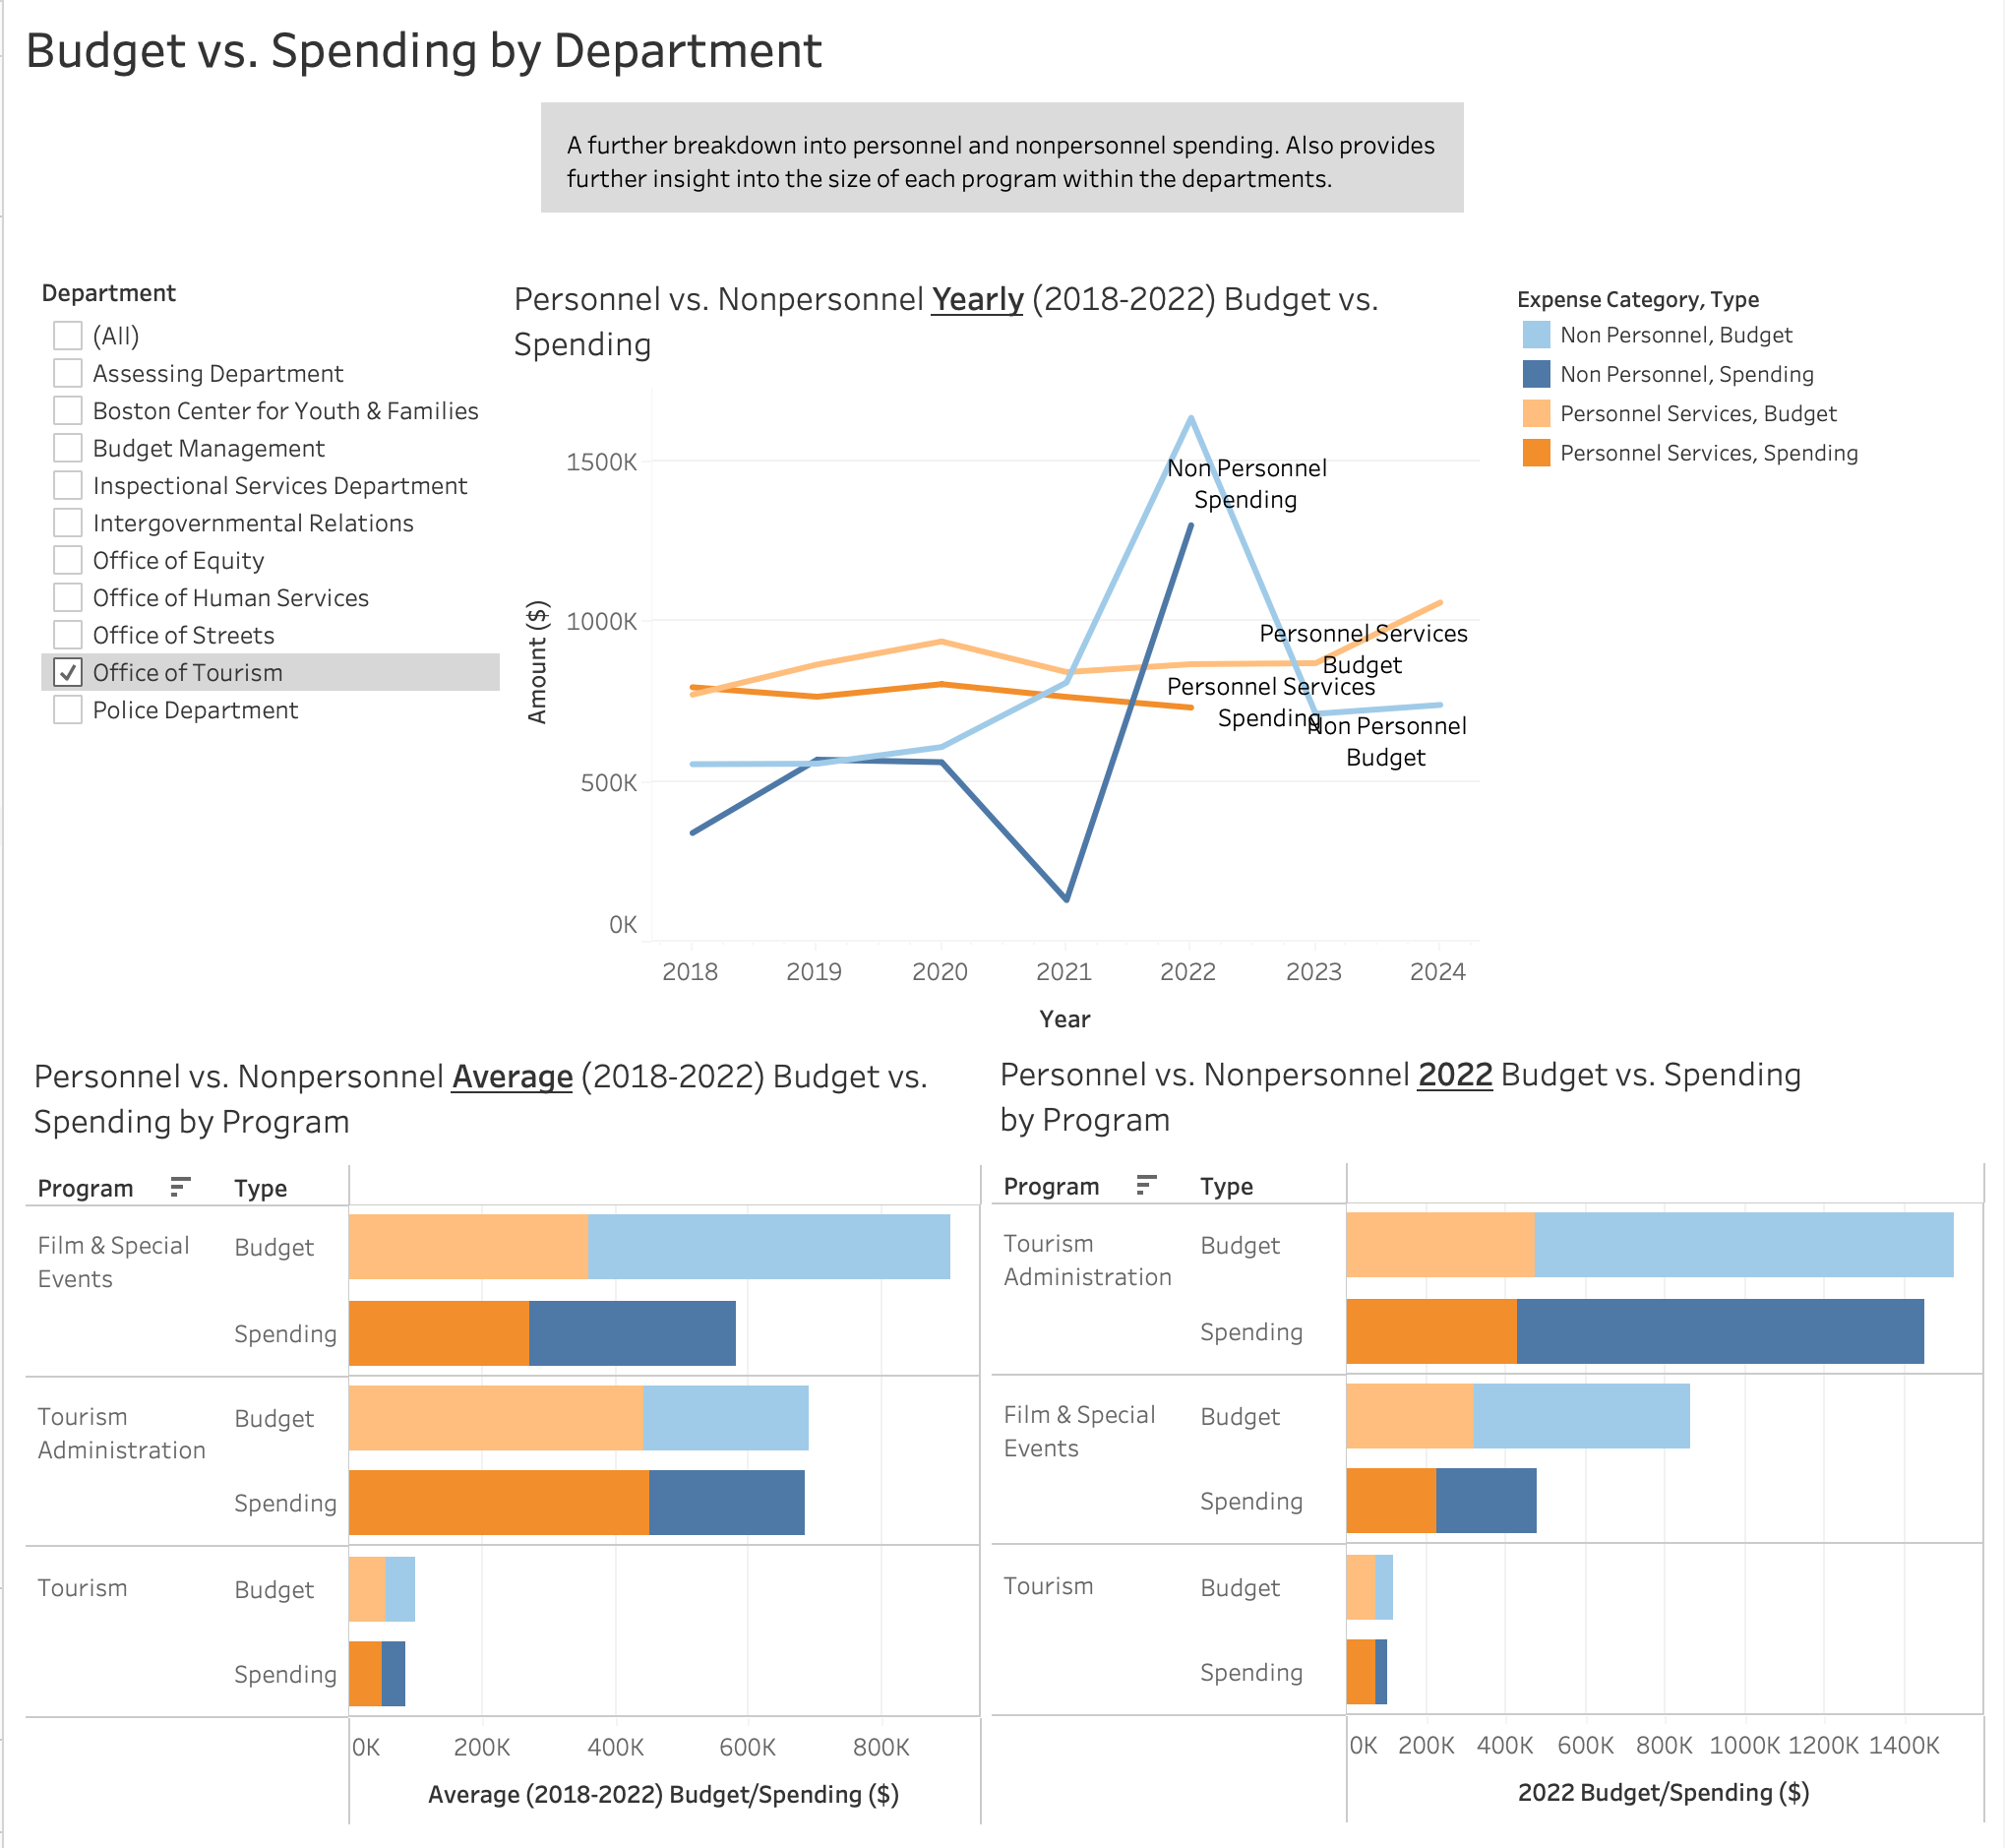 Budget vs. Spending by Department
A further breakdown into personnel and nonpersonnel spending. Also provides
further insight into the size of each program within the departments.
Department
(All)
Assessing Department
Boston Center for Youth & Families
Budget Management
Inspectional Services Department
Intergovernmental Relations
Office of Equity
Office of Human Services
Office of Streets
Office of Tourism
Police Department
Personnel vs. Nonpersonnel Yearly (2018-2022) Budget vs.
Spending
Amount ($)
1500K
1000K
500K
0K
Non Personnel
Spending
Personnel Services
Budget
Personnel Services
Spending
Non Personnel
Budget
2018 2019 2020 2021 2022 2023 2024
Year
Expense Category, Type
Non Personnel, Budget
Non Personnel, Spending
Personnel Services, Budget
Personnel Services, Spending
Personnel vs. Nonpersonnel Average (2018-2022) Budget vs.
Spending by Program
Program Type
Film & Special
Events
Budget
Spending
Tourism
Administration
Budget
Spending
Tourism
Budget
Spending
0K 200K 400K 600K 800K
Average (2018-2022) Budget/Spending ($)
Personnel vs. Nonpersonnel 2022 Budget vs. Spending
by Program
Program Type
Tourism
Administration
Budget
Spending
Film & Special
Events
Budget
Spending
Tourism
Budget
Spending
0K 200K 400K 600K 800K 1000K 1200K 1400K
2022 Budget/Spending ($)